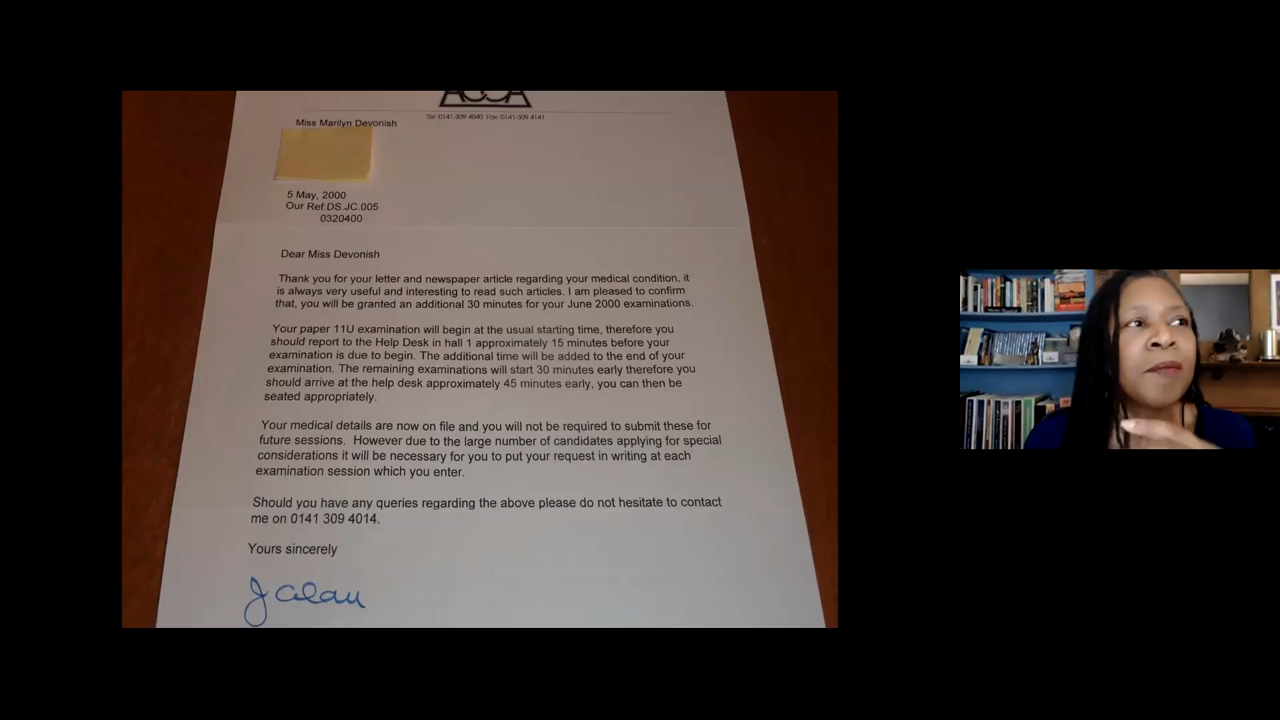 ACCA
Tel: 0141-309 4040 Fax: 0141-309 4141
Miss Marilyn Devonish
5 May, 2000
Our Ref:DS.JC.005
0320400
Dear Miss Devonish
Thank you for your letter and newspaper article regarding your medical condition, it
is always very useful and interesting to read such articles. I am pleased to confirm
that, you will be granted an additional 30 minutes for your June 2000 examinations.
Your paper 11U examination will begin at the usual starting time, therefore you
should report to the Help Desk in hall 1 approximately 15 minutes before your
examination is due to begin. The additional time will be added to the end of your
examination. The remaining examinations will start 30 minutes early therefore you
should arrive at the help desk approximately 45 minutes early, you can then be
seated appropriately.
Your medical details are now on file and you will not be required to submit these for
future sessions. However due to the large number of candidates applying for special
considerations it will be necessary for you to put your request in writing at each
examination session which you enter.
Should you have any queries regarding the above please do not hesitate to contact
me on 0141 309 4014.
Yours sincerely